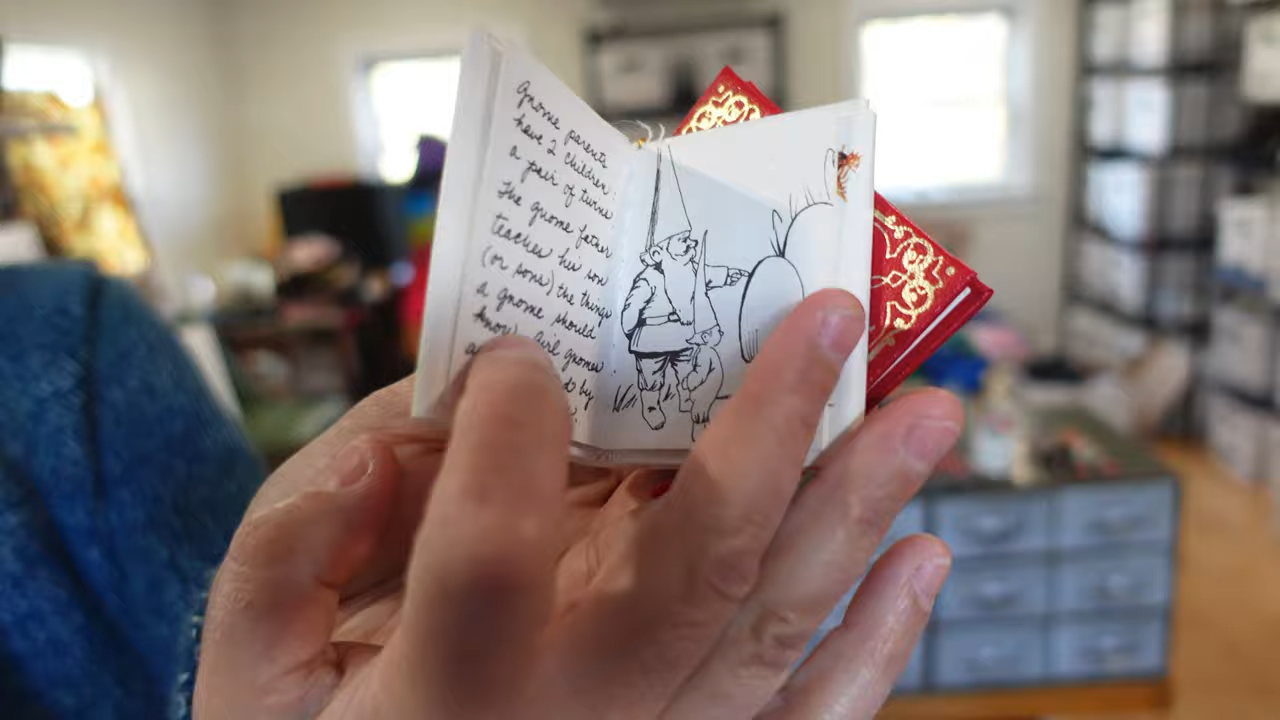 Gnome parents
have 2 children:
a pair of twins
The gnome father
teaches his son
(or sons) the things
a gnome should
know. Girl gnomes
by